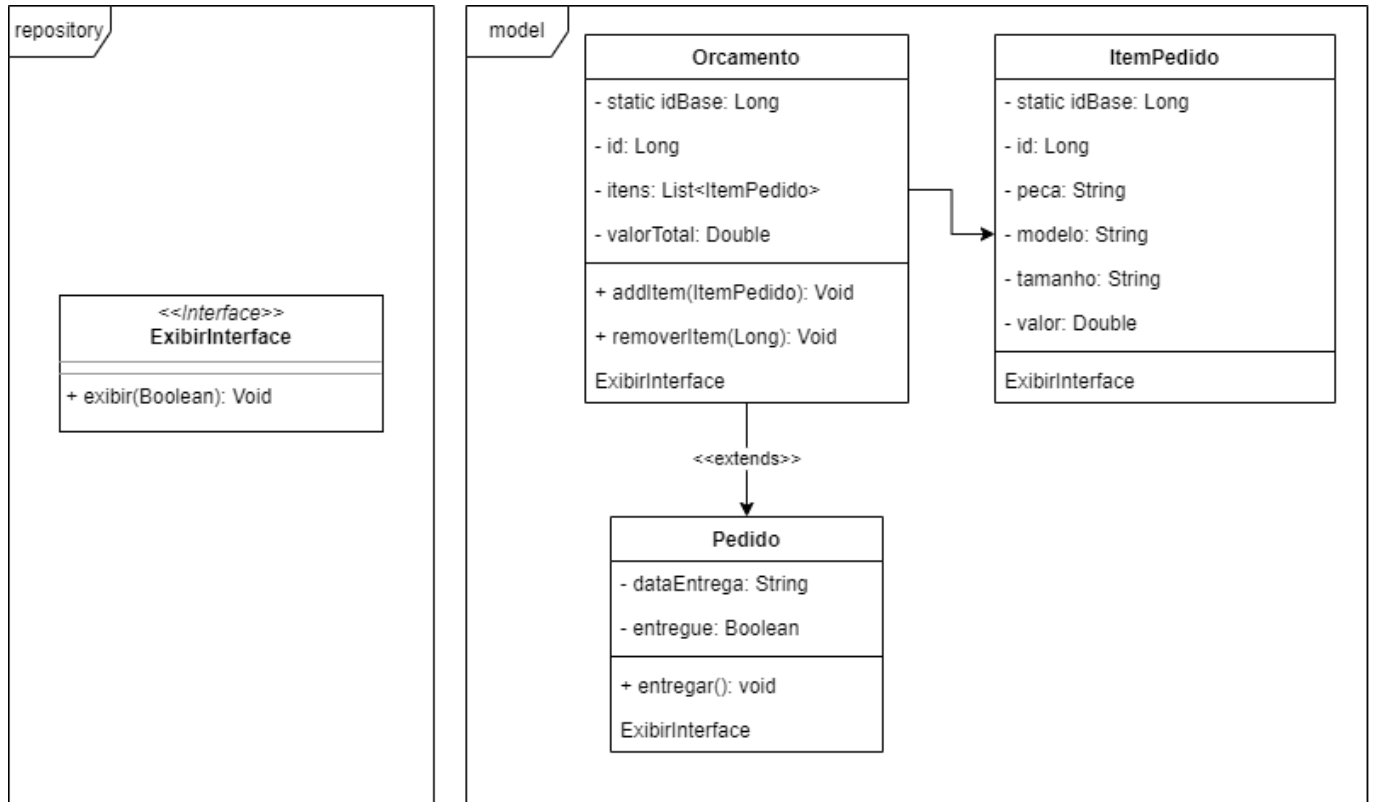 repository
<<Interface>>
ExibirInterface
+ exibir(Boolean): Void
model
Orcamento
- static idBase: Long
- id: Long
- itens: List<ItemPedido>
- valorTotal: Double
+ addItem(ItemPedido): Void
+ removerItem(Long): Void
ExibirInterface
ItemPedido
- static idBase: Long
- id: Long
- peca: String
- modelo: String
- tamanho: String
- valor: Double
ExibirInterface
<<extends>>
Pedido
- dataEntrega: String
- entregue: Boolean
+ entregar(): void
ExibirInterface